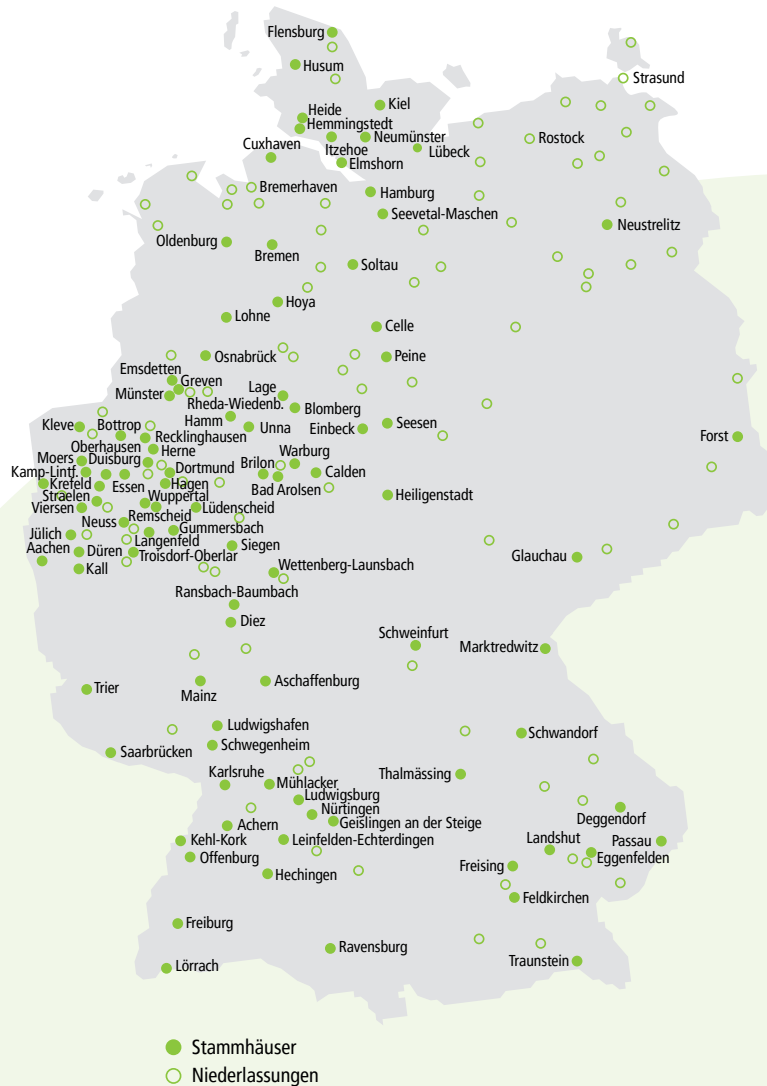 Flensburg
Husum
Strasund
Kiel
Heide
Hemmingstedt
Neumünster
Rostock
Itzehoe
Lübeck
Cuxhaven
Elmshorn
Bremerhaven
Hamburg
Seevetal-Maschen
Neustrelitz
Oldenburg
Bremen
Soltau
Hoya
Lohne
Celle
Osnabrück
Peine
Emsdetten
Greven
Münster
Lage
Rheda-Wiedenb.
Blomberg
Hamm
Kleve
Bottrop
Unna
Einbeck
Seesen
Recklinghausen
Forst
Oberhausen
Herne
Warburg
Moers
Duisburg
Brilon
Kamp-Lintf.
Dortmund
Calden
Krefeld
Essen
Hagen
Bad Arolsen
Heiligenstadt
Straelen
Wuppertal
Viersen
Lüdenscheid
Remscheid
Neuss
Gummersbach
Jülich
Langenfeld
Siegen
Aachen
Düren
Troisdorf-Oberlar
Glauchau
Kall
Wettenberg-Launsbach
Ransbach-Baumbach
Diez
Schweinfurt
Marktredwitz
Trier
Mainz
Aschaffenburg
Ludwigshafen
Schwandorf
Saarbrücken
Schwegenheim
Karlsruhe
Mühlacker
Thalmässing
Ludwigsburg
Nürtingen
Deggendorf
Achern
Geislingen an der Steige
Kehl-Kork
Leinfelden-Echterdingen
Landshut
Passau
Offenburg
Eggenfelden
Hechingen
Freising
Feldkirchen
Freiburg
Ravensburg
Lörrach
Traunstein
Stammhäuser
Niederlassungen